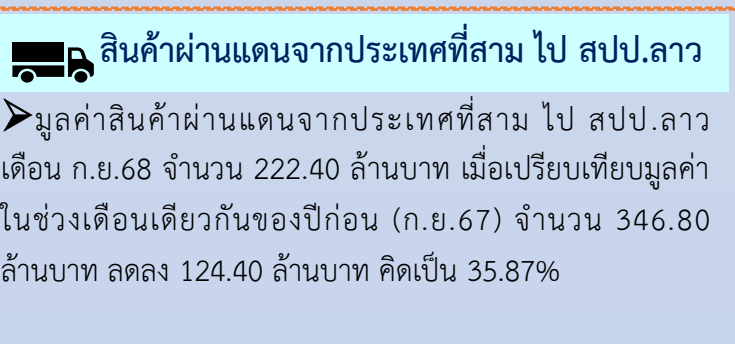 สินค้าผ่านแดนจากประเทศที่สาม ไป สปป.ลาว
➢มูลค่าสินค้าผ่านแดนจากประเทศที่สาม ไป สปป.ลาว
เดือน ก.ย.68 จำนวน 222.40 ล้านบาท เมื่อเปรียบเทียบมูลค่า
ในช่วงเดือนเดียวกันของปีก่อน (ก.ย.67) จำนวน 346.80
ล้านบาท ลดลง 124.40 ล้านบาท คิดเป็น 35.87%